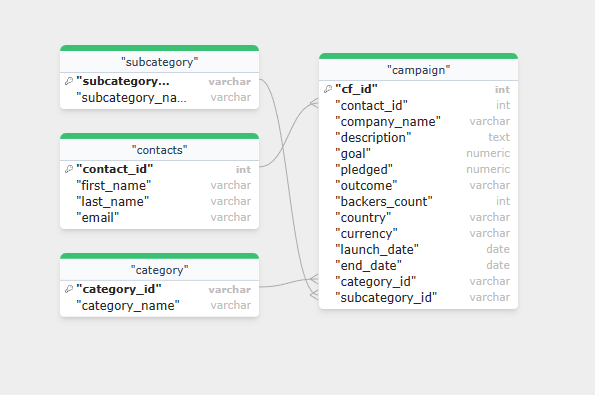 "subcategory"
"subcategory... varchar
"subcategory_na... varchar
"contacts"
"contact_id" int
"first_name" varchar
"last_name" varchar
"email" varchar
"category"
"category_id" varchar
"category_name" varchar
"campaign"
"cf_id" int
"contact_id" int
"company_name" varchar
"description" text
"goal" numeric
"pledged" numeric
"outcome" varchar
"backers_count" int
"country" varchar
"currency" varchar
"launch_date" date
"end_date" date
"category_id" varchar
"subcategory_id" varchar